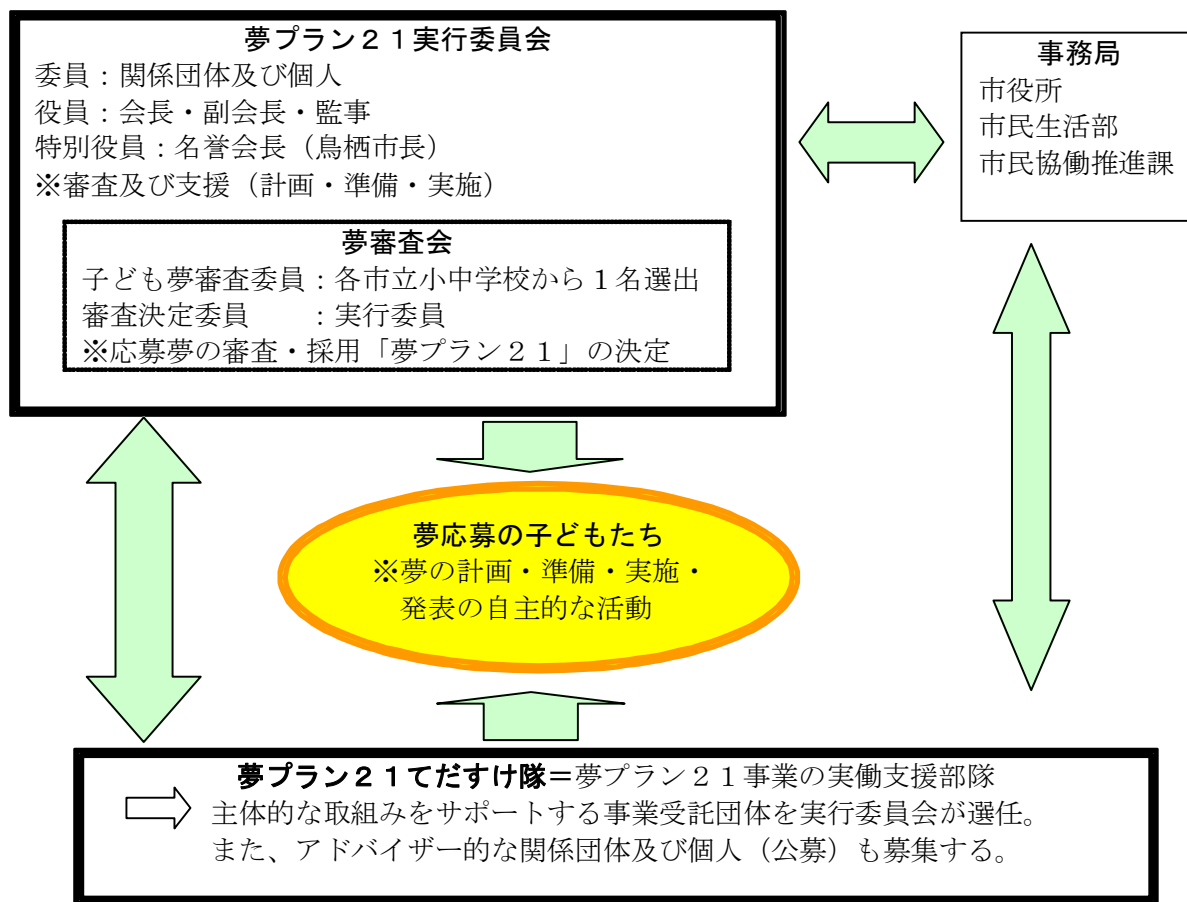 夢プラン２１実行委員会
委員：関係団体及び個人
役員：会長・副会長・監事
特別役員：名誉会長（鳥栖市長）
※審査及び支援（計画・準備・実施）
夢審査会
子ども夢審査委員：各市立小中学校から１名選出
審査決定委員　　：実行委員
※応募夢の審査・採用「夢プラン２１」の決定
事務局
市役所
市民生活部
市民協働推進課
夢応募の子どもたち
※夢の計画・準備・実施・
発表の自主的な活動
夢プラン２１てだすけ隊＝夢プラン２１事業の実働支援部隊
主体的な取組みをサポートする事業受託団体を実行委員会が選任。
また、アドバイザー的な関係団体及び個人（公募）も募集する。